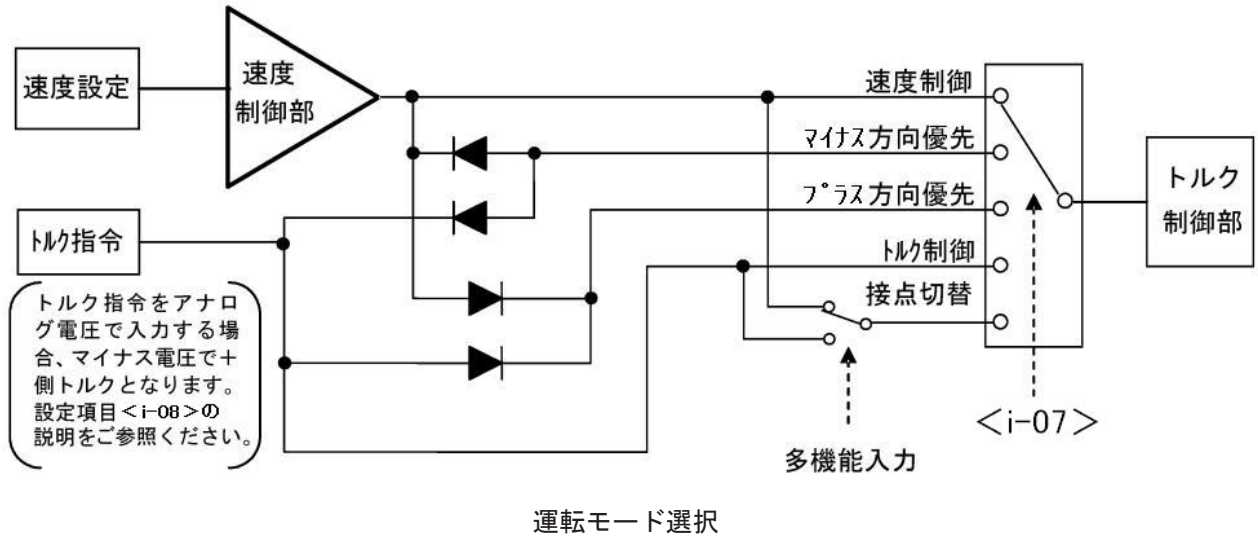 速度設定
速度
制御部
速度制御
マイナス方向優先
プラス方向優先
トルク
制御部
トルク指令
トルク制御
接点切替
トルク指令をアナロ
グ電圧で入力する場
合、マイナス電圧で＋
側トルクとなります。
設定項目＜i-08＞の
説明をご参照ください。
＜i-07＞
多機能入力
運転モード選択